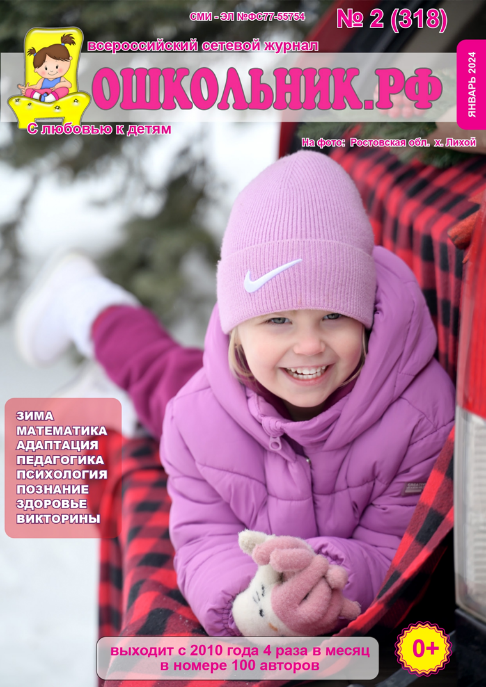 СМИ - ЭЛ №ФС77-55754
№ 2 (318)
всероссийский сетевой журнал
ДОШКОЛЬНИК.РФ
ЯНВАРЬ 2024
С любовью к детям
На фото: Ростовская обл. х. Лихой
ЗИМА
МАТЕМАТИКА
АДАПТАЦИЯ
ПЕДАГОГИКА
ПСИХОЛОГИЯ
ПОЗНАНИЕ
ЗДОРОВЬЕ
ВИКТОРИНЫ
выходит с 2010 года 4 раза в месяц
в номере 100 авторов
0+